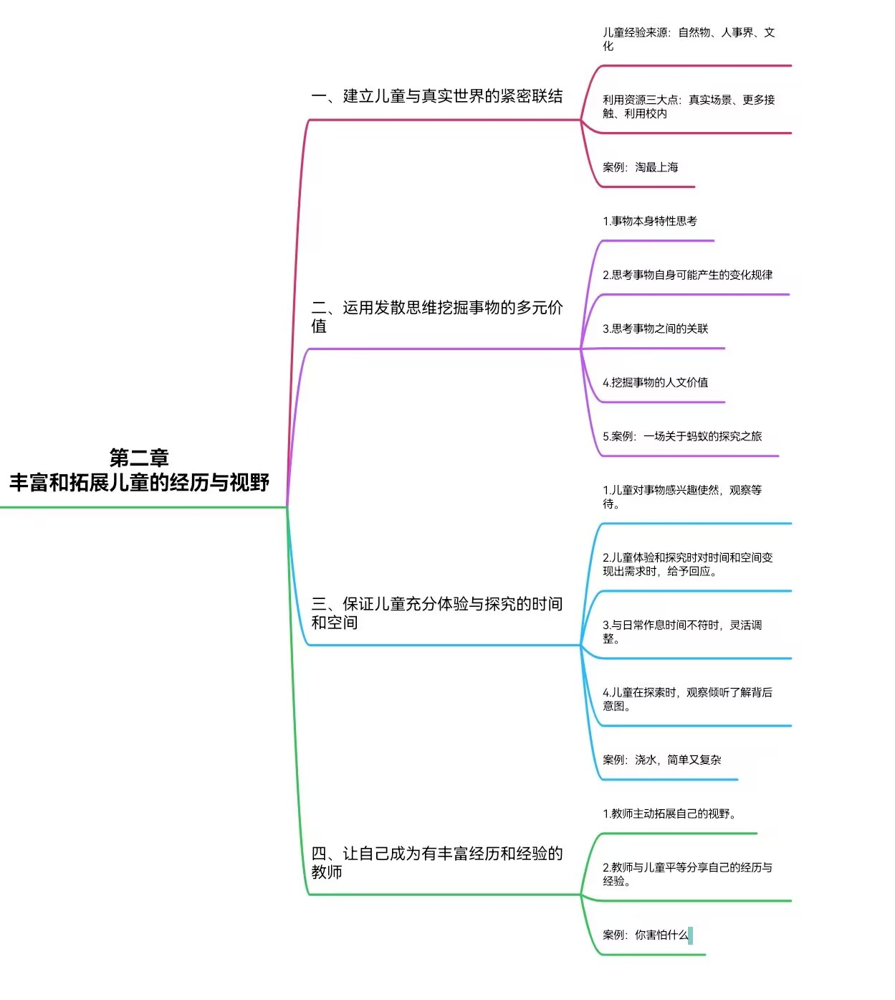 儿童经验来源：自然物、人事界、文
化
一、建立儿童与真实世界的紧密联结
利用资源三大点：真实场景、更多接
触、利用校内
案例：淘最上海
1.事物本身特性思考
2.思考事物自身可能产生的变化规律
二、运用发散思维挖掘事物的多元价
值
3.思考事物之间的关联
4.挖掘事物的人文价值
5.案例：一场关于蚂蚁的探究之旅
第二章
丰富和拓展儿童的经历与视野
1.儿童对事物感兴趣使然，观察等
待。
2.儿童体验和探究时对时间和空间变
现出需求时，给予回应。
三、保证儿童充分体验与探究的时间
和空间
3.与日常作息时间不符时，灵活调
整。
4.儿童在探索时，观察倾听了解背后
意图。
案例：浇水，简单又复杂
1.教师主动拓展自己的视野。
四、让自己成为有丰富经历和经验的
教师
2.教师与儿童平等分享自己的经历与
经验。
案例：你害怕什么